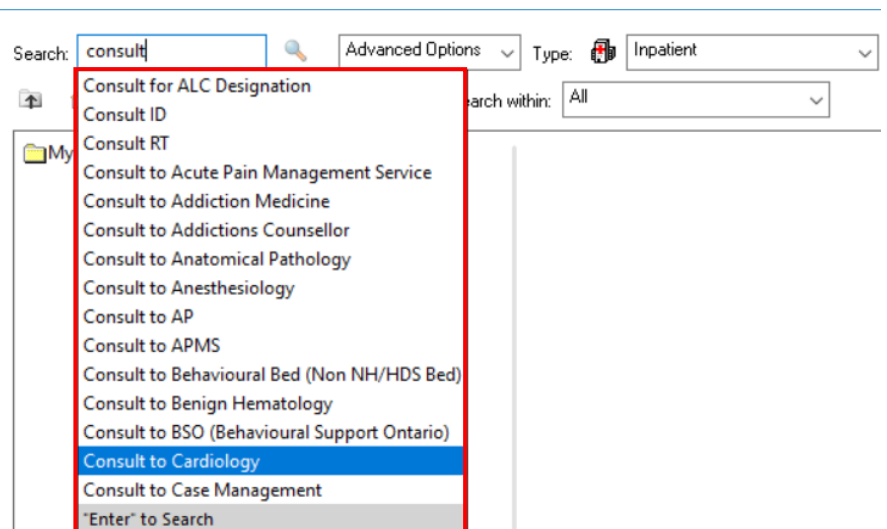 Search: consult Advanced Options Type: Inpatient
Consult for ALC Designation
earch within: All
Consult ID
Consult RT
My
Consult to Acute Pain Management Service
Consult to Addiction Medicine
Consult to Addictions Counsellor
Consult to Anatomical Pathology
Consult to Anesthesiology
Consult to AP
Consult to APMS
Consult to Behavioural Bed (Non NH/HDS Bed)
Consult to Benign Hematology
Consult to BSO (Behavioural Support Ontario)
Consult to Cardiology
Consult to Case Management
"Enter" to Search